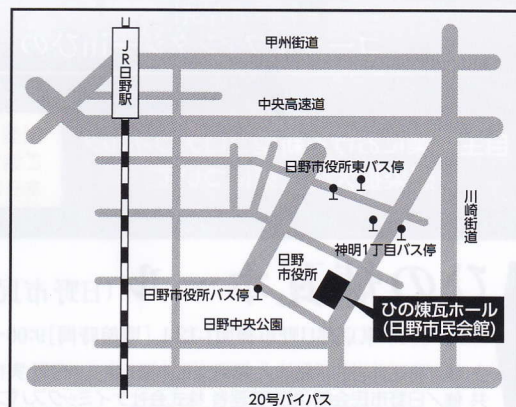 甲州街道
JR日野駅
中央高速道
日野市役所東バス停
川崎街道
神明1丁目バス停
日野
市役所
日野市役所バス停
ひの煉瓦ホール
(日野市民会館)
日野中央公園
20号バイパス